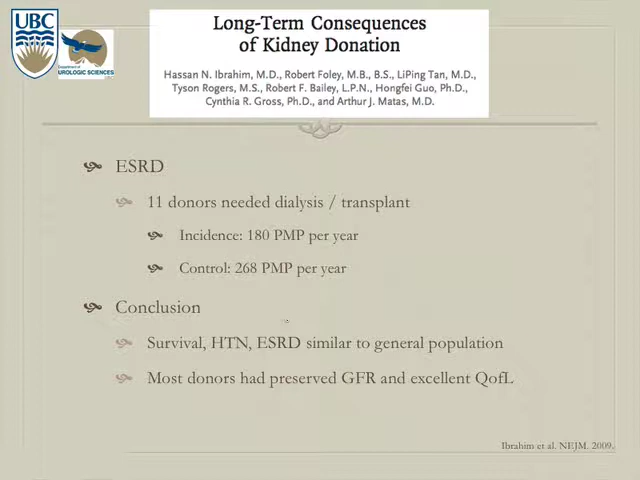 UBC
Department of
UROLOGIC SCIENCES
Long-Term Consequences
of Kidney Donation
Hassan N. Ibrahim, M.D., Robert Foley, M.B., B.S., LiPing Tan, M.D.,
Tyson Rogers, M.S., Robert F. Bailey, L.P.N., Hongfei Guo, Ph.D.,
Cynthia R. Gross, Ph.D., and Arthur J. Matas, M.D.
ESRD
11 donors needed dialysis / transplant
Incidence: 180 PMP per year
Control: 268 PMP per year
Conclusion
Survival, HTN, ESRD similar to general population
Most donors had preserved GFR and excellent QofL
Ibrahim et al. NEJM. 2009.